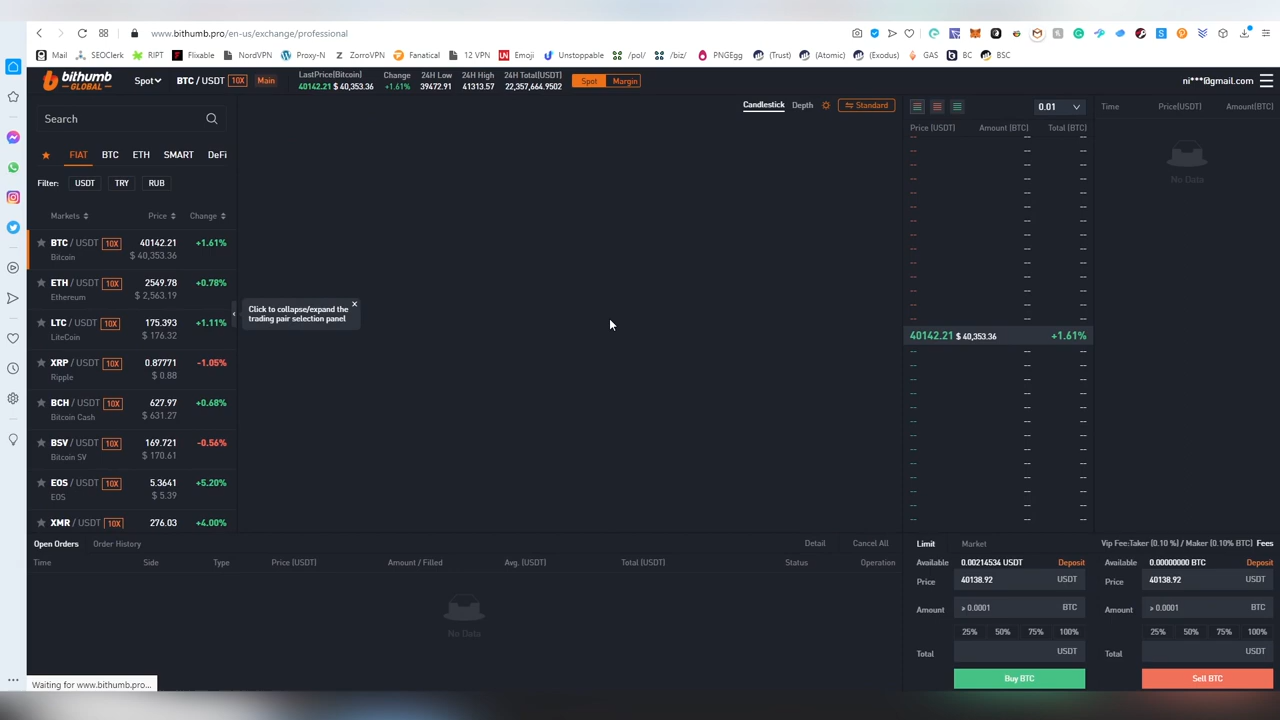 www.bithumb.pro/en-us/exchange/professional
Mail SEOClerk RIPT Flixable NordVPN Proxy-N ZorroVPN Fanatical 12 VPN Emoji Unstoppable /pol/ /biz/ PNGEgg (Trust) (Atomic) (Exodus) GAS BC BSC
bithumb GLOBAL
Spot BTC / USDT 10X Main
LastPrice(Bitcoin) Change 24H Low 24H High 24H Total(USDT)
40142.21 $ 40,353.36 +1.61% 39472.91 41313.57 22,357,664.9502
Spot Margin
ni***@gmail.com
Search
Candlestick Depth Standard
0.01
Time Price(USDT) Amount(BTC)
Price (USDT) Amount (BTC) Total (BTC)
No Data
FIAT BTC ETH SMART DeFi
Filter: USDT TRY RUB
Markets Price Change
BTC / USDT 10X 40142.21 +1.61%
Bitcoin $ 40,353.36
ETH / USDT 10X 2549.78 +0.78%
Ethereum $ 2,563.19
Click to collapse/expand the
trading pair selection panel
LTC / USDT 10X 175.393 +1.11%
LiteCoin $ 176.32
XRP / USDT 10X 0.87771 -1.05%
Ripple $ 0.88
BCH / USDT 10X 627.97 +0.68%
Bitcoin Cash $ 631.27
BSV / USDT 10X 169.721 -0.56%
Bitcoin SV $ 170.61
EOS / USDT 10X 5.3641 +5.20%
EOS $ 5.39
XMR / USDT 10X 276.03 +4.00%
40142.21 $ 40,353.36 +1.61%
Open Orders Order History Detail Cancel All
Time Side Type Price (USDT) Amount / Filled Avg. (USDT) Total (USDT) Status Operation
No Data
Limit Market Vip Fee:Taker (0.10 %) / Maker (0.10% BTC) Fees
Available 0.00214534 USDT Deposit
Price 40138.92 USDT
Amount ≥ 0.0001 BTC
25% 50% 75% 100%
Total USDT
Buy BTC
Available 0.00000000 BTC Deposit
Price 40138.92 USDT
Amount ≥ 0.0001 BTC
25% 50% 75% 100%
Total USDT
Sell BTC
Waiting for www.bithumb.pro...